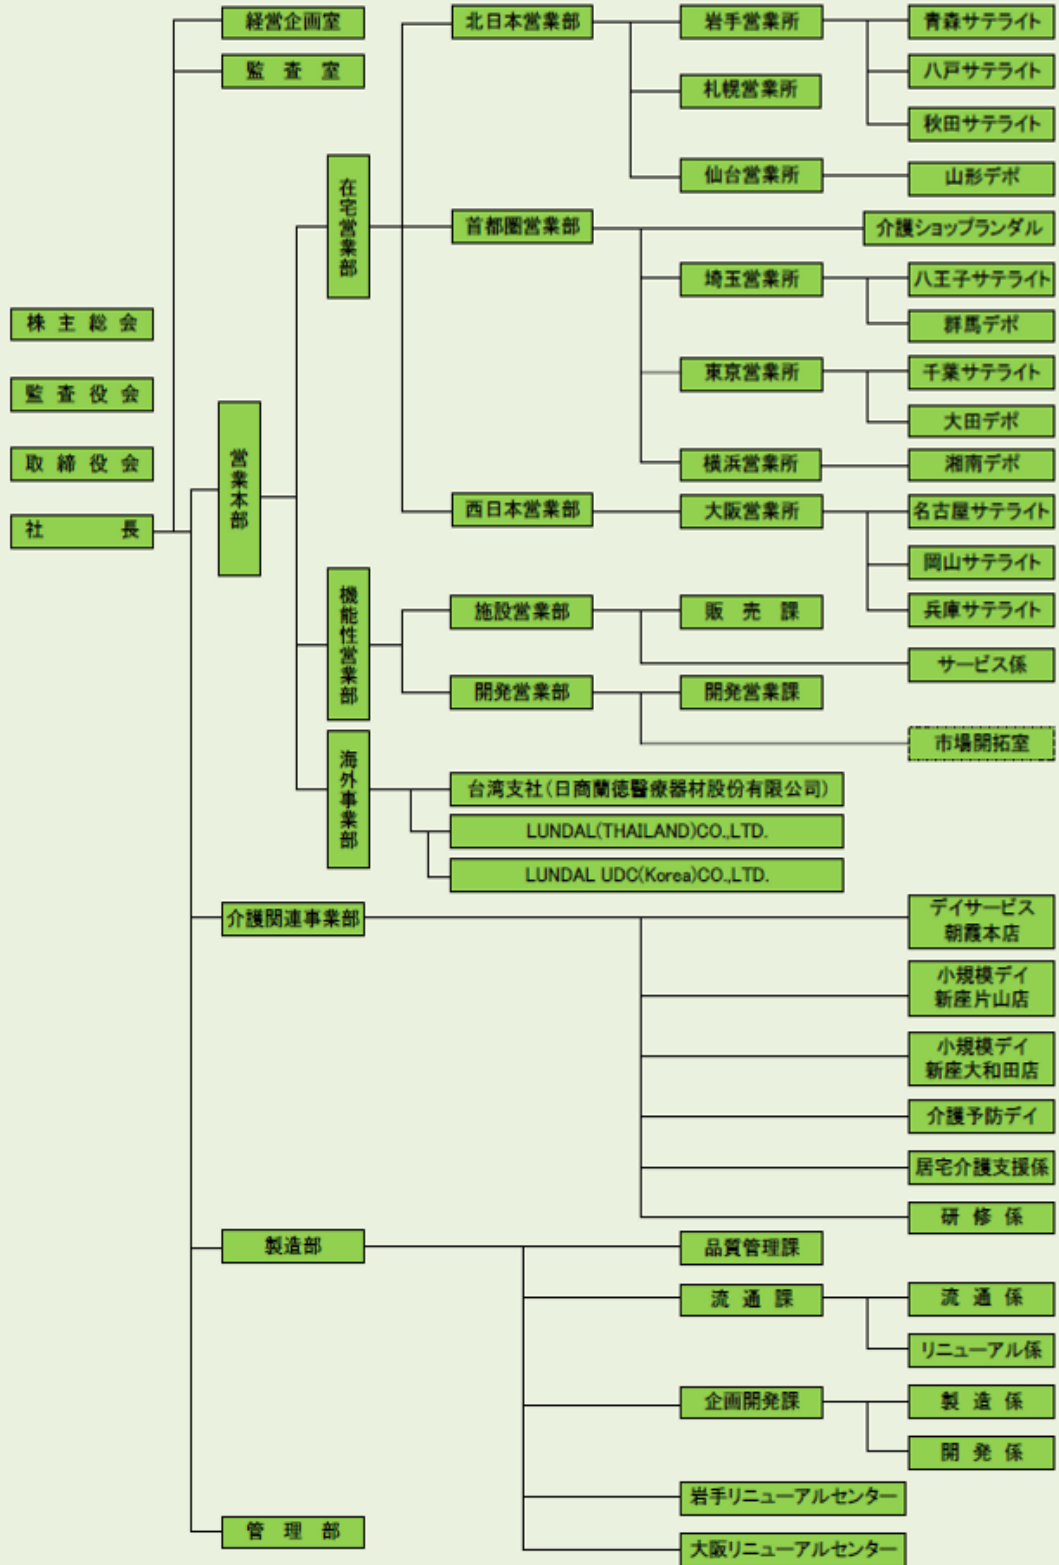 経営企画室
監査室
株主総会
監査役会
取締役会
社長
営業本部
在宅営業部
北日本営業部
岩手営業所
青森サテライト
八戸サテライト
秋田サテライト
札幌営業所
仙台営業所
山形デポ
首都圏営業部
介護ショップランダル
埼玉営業所
八王子サテライト
群馬デポ
東京営業所
千葉サテライト
大田デポ
横浜営業所
湘南デポ
西日本営業部
大阪営業所
名古屋サテライト
岡山サテライト
兵庫サテライト
機能性営業部
施設営業部
販売課
サービス係
開発営業部
開発営業課
市場開拓室
海外事業部
台湾支社(日商蘭徳醫療器材股份有限公司)
LUNDAL(THAILAND)CO.,LTD.
LUNDAL UDC(Korea)CO.,LTD.
介護関連事業部
デイサービス
朝霞本店
小規模デイ
新座片山店
小規模デイ
新座大和田店
介護予防デイ
居宅介護支援係
研修係
製造部
品質管理課
流通課
流通係
リニューアル係
企画開発課
製造係
開発係
岩手リニューアルセンター
大阪リニューアルセンター
管理部